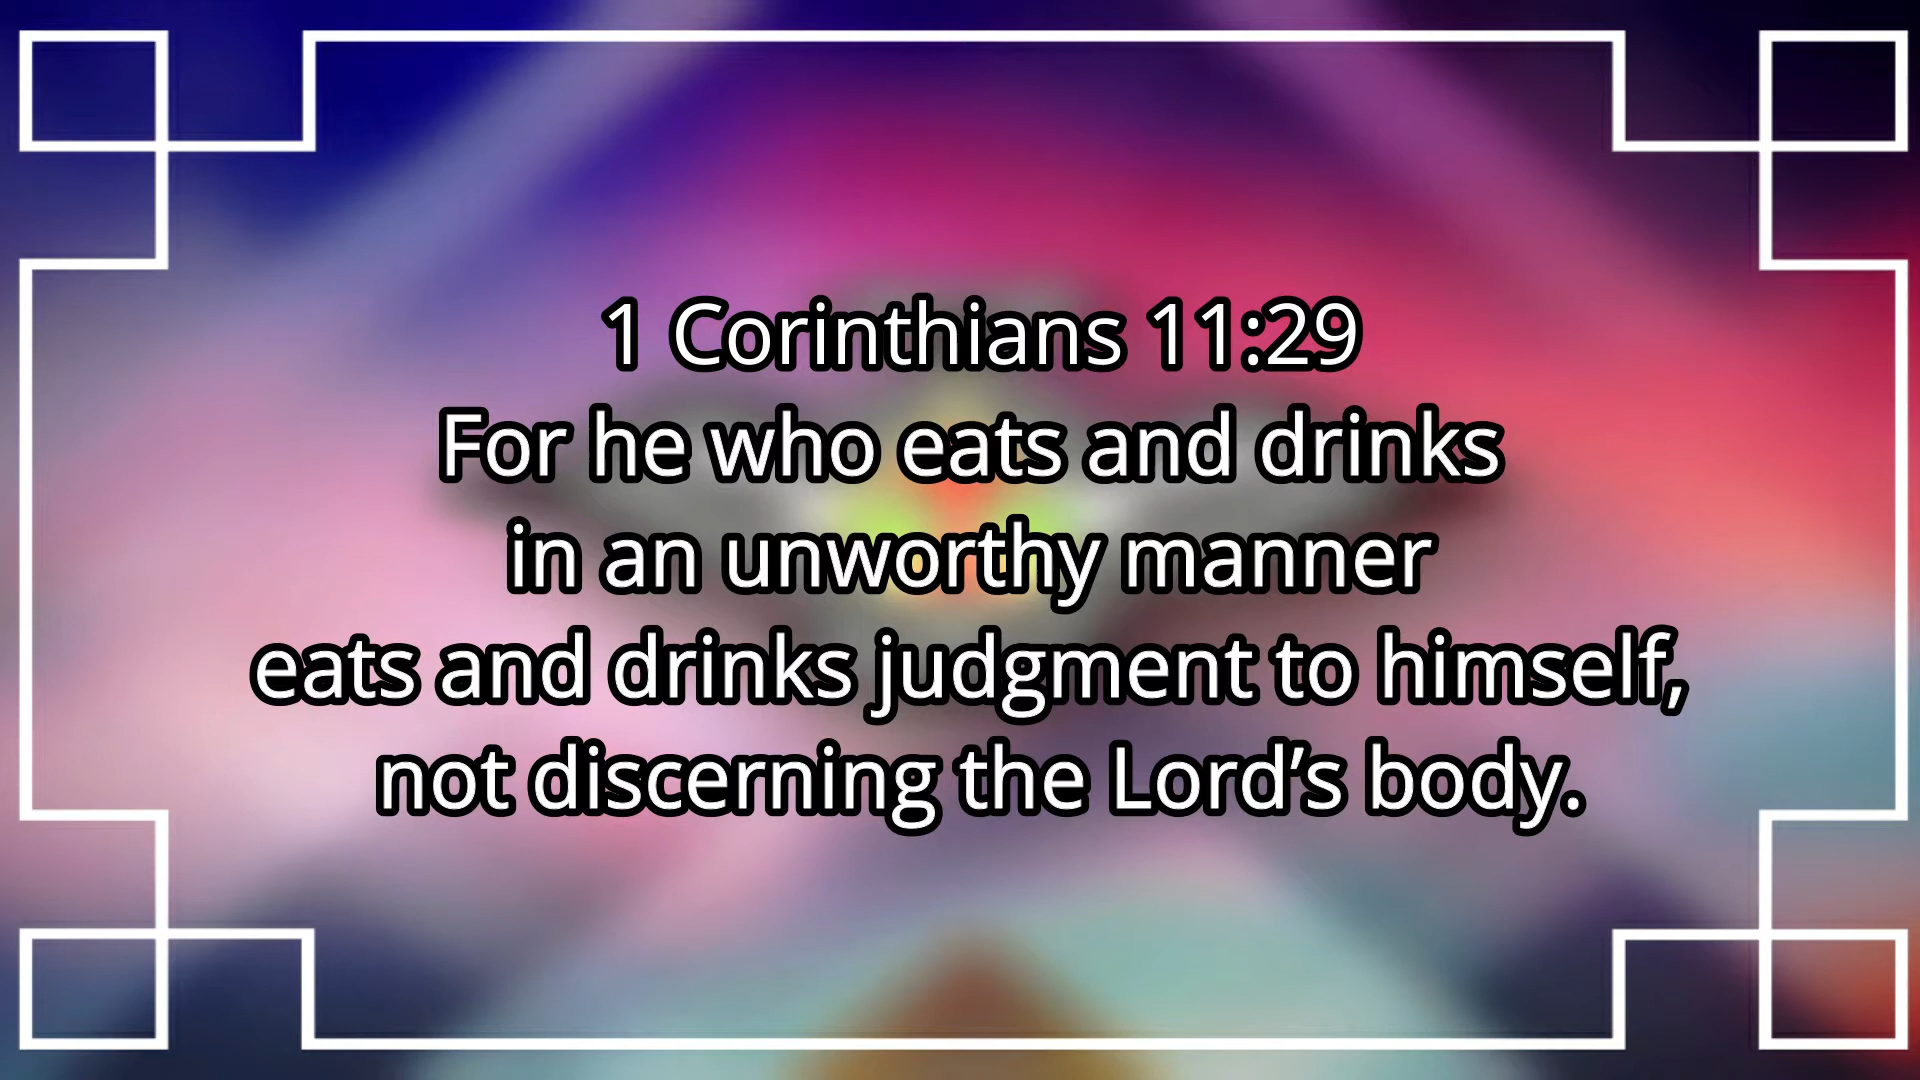 1 Corinthians 11:29
For he who eats and drinks
in an unworthy manner
eats and drinks judgment to himself,
not discerning the Lord’s body.